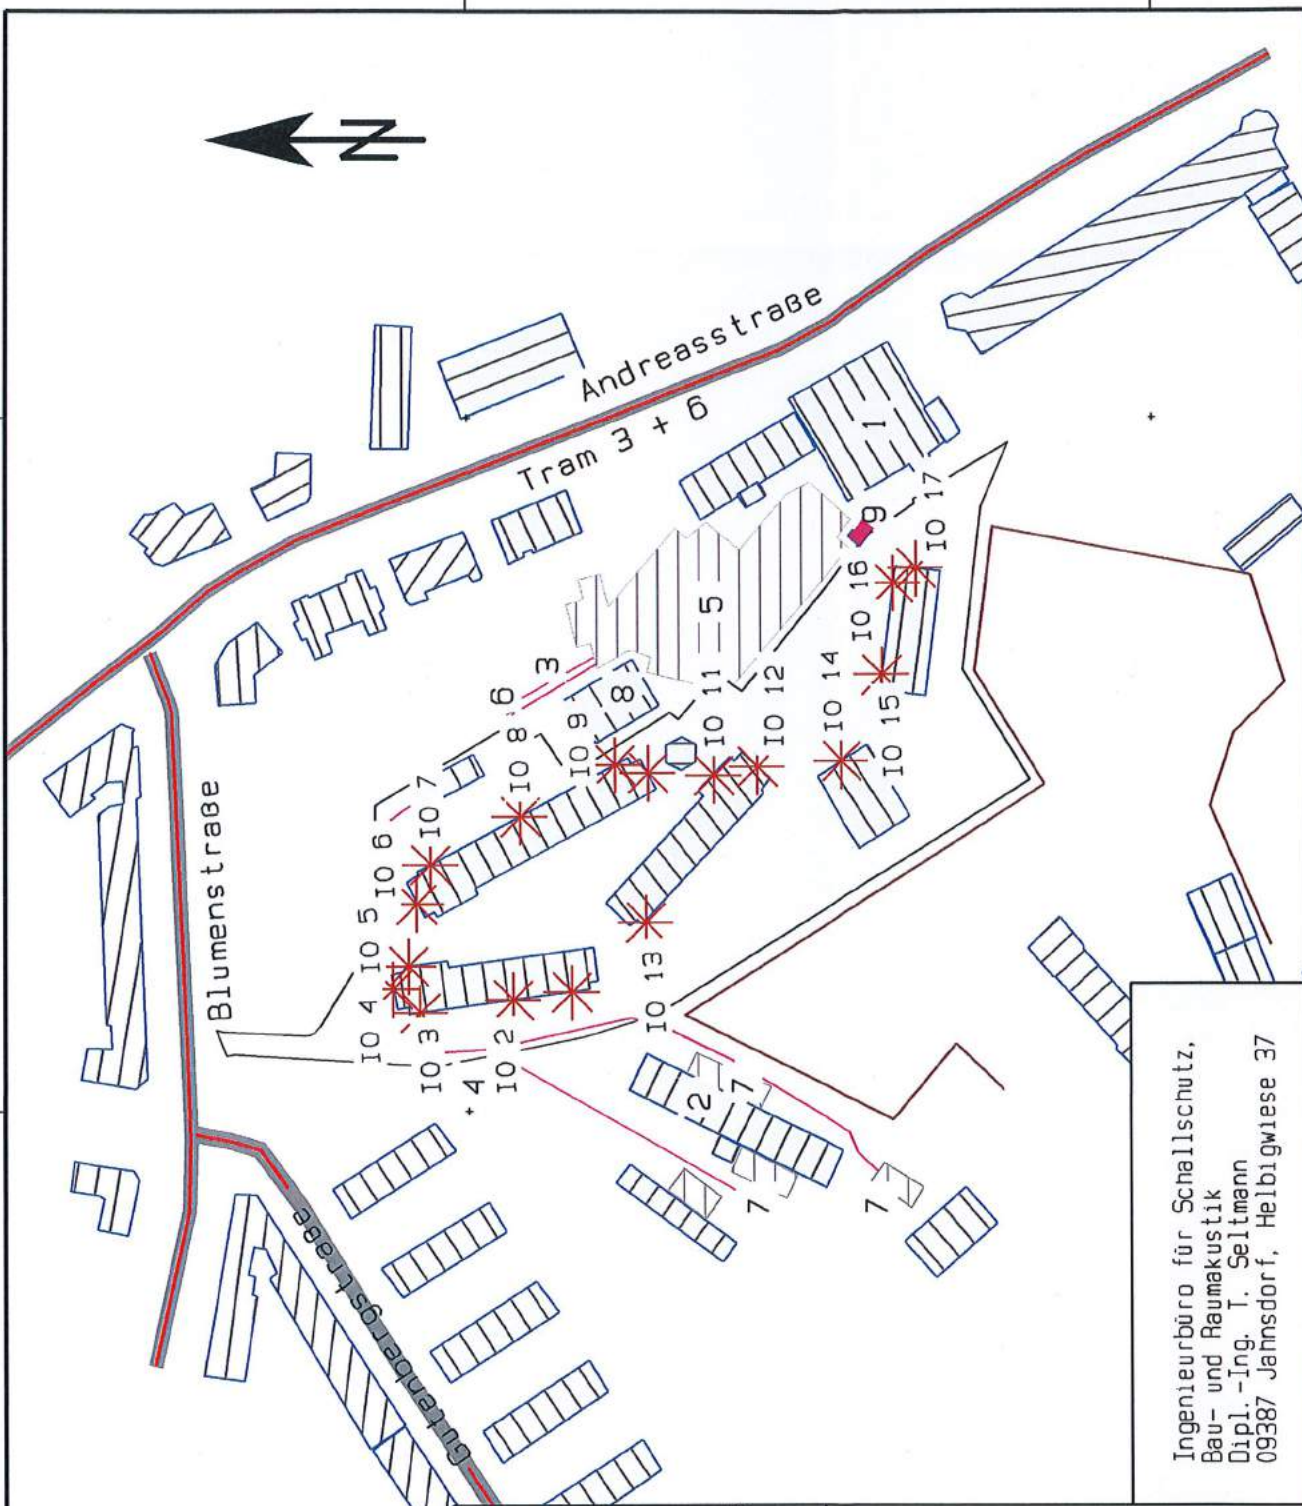 N
Blumenstraße
Andreasstraße
Tram 3 + 6
Gutenbergstraße
IO 2
IO 3
IO 4
IO 5
IO 6
IO 7
IO 8
IO 9
IO 11
IO 12
IO 13
IO 14
IO 15
IO 16
IO 17
1
2
3
4
5
6
7
7
7
8
9
Ingenieurbüro für Schallschutz,
Bau- und Raumakustik
Dipl.-Ing. T. Seltmann
09387 Jahnsdorf, Helbigwiese 37